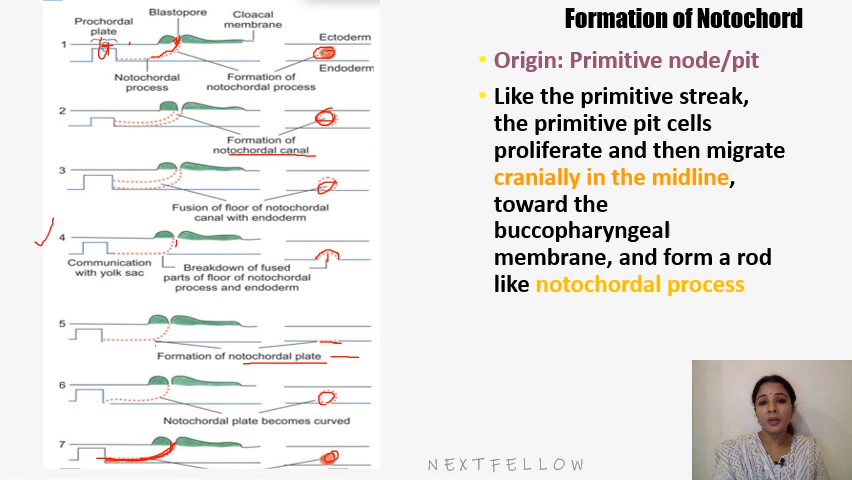 Formation of Notochord
Prochordal
plate
Blastopore
Cloacal
membrane
Ectoderm
1
Endoderm
Notochordal
process
Formation of
notochordal process
2
Formation of
notochordal canal
3
Fusion of floor of notochordal
canal with endoderm
4
Communication
with yolk sac
Breakdown of fused
parts of floor of notochordal
process and endoderm
5
Formation of notochordal plate
6
Notochordal plate becomes curved
7
• Origin: Primitive node/pit
• Like the primitive streak,
the primitive pit cells
proliferate and then migrate
cranially in the midline,
toward the
buccopharyngeal
membrane, and form a rod
like notochordal process
NEXTFELLOW